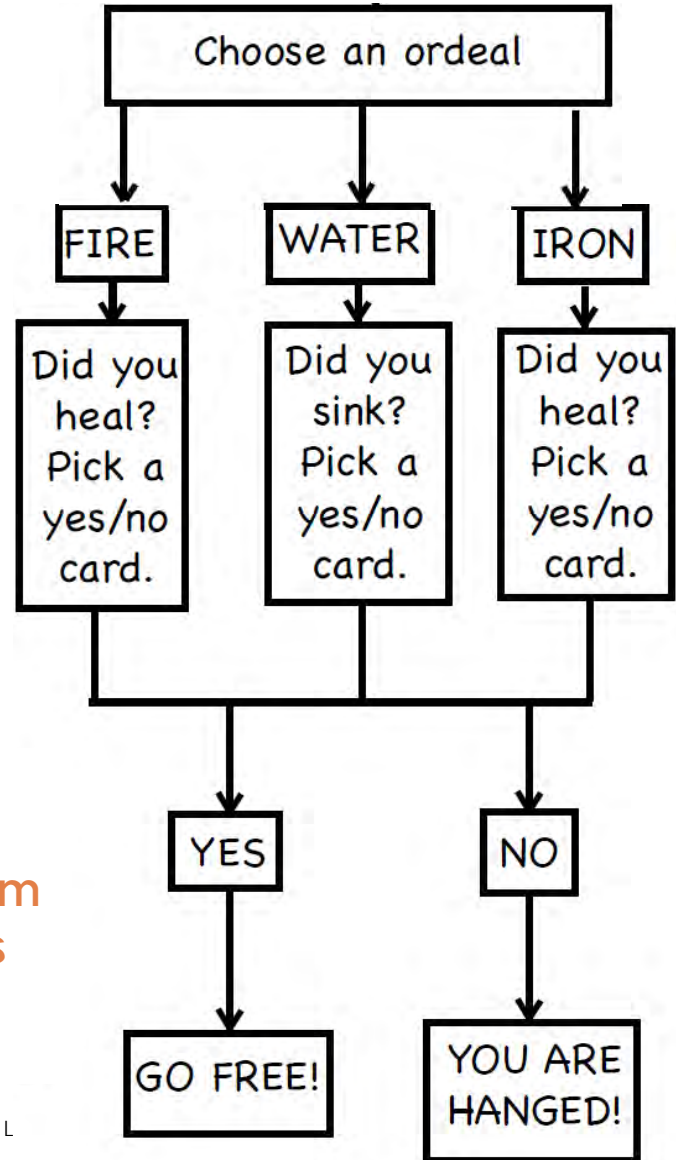 Choose an ordeal
FIRE
WATER
IRON
Did you
heal?
Pick a
yes/no
card.
Did you
sink?
Pick a
yes/no
card.
Did you
heal?
Pick a
yes/no
card.
YES
NO
m
s
GO FREE!
YOU ARE
HANGED!
L